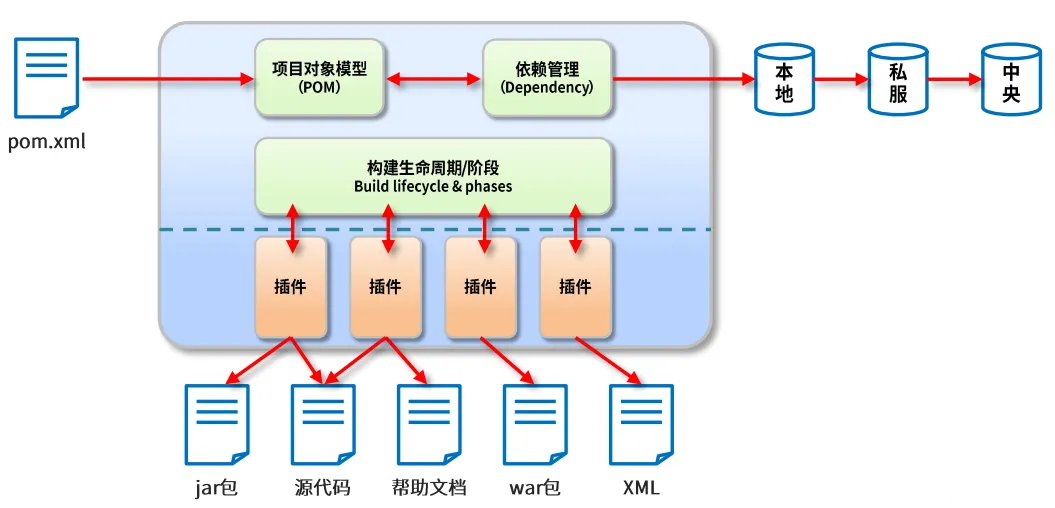 pom.xml
项目对象模型
(POM)
依赖管理
(Dependency)
本
地
私
服
中
央
构建生命周期/阶段
Build lifecycle & phases
插件
插件
插件
插件
jar包
源代码
帮助文档
war包
XML